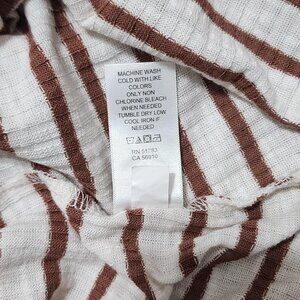 MACHINE WASH
COLD WITH LIKE
COLORS
ONLY NON
CHLORINE BLEACH
WHEN NEEDED
TUMBLE DRY LOW
COOL IRON IF
NEEDED
RN 51783
CA 56910